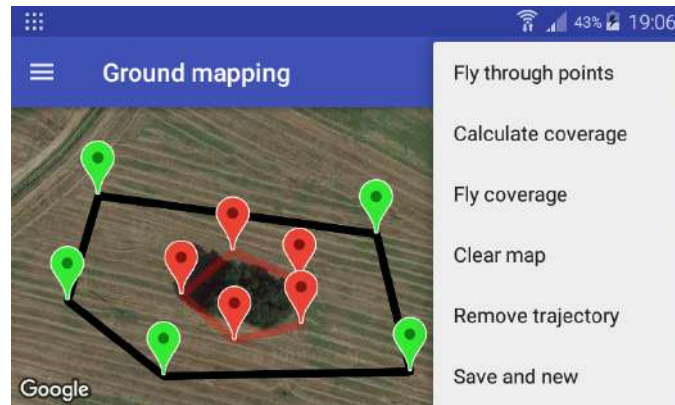 43% 19:06
Ground mapping
Fly through points
Calculate coverage
Fly coverage
Clear map
Remove trajectory
Save and new
Google